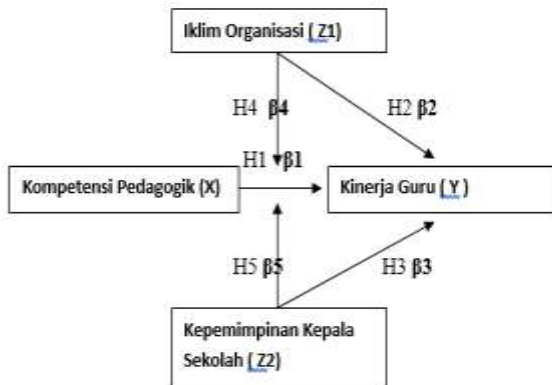 Iklim Organisasi ( Z1)
H4 β4
H2 β2
H1 β1
Kompetensi Pedagogik (X)
Kinerja Guru ( Y )
H5 β5
H3 β3
Kepemimpinan Kepala
Sekolah ( Z2)